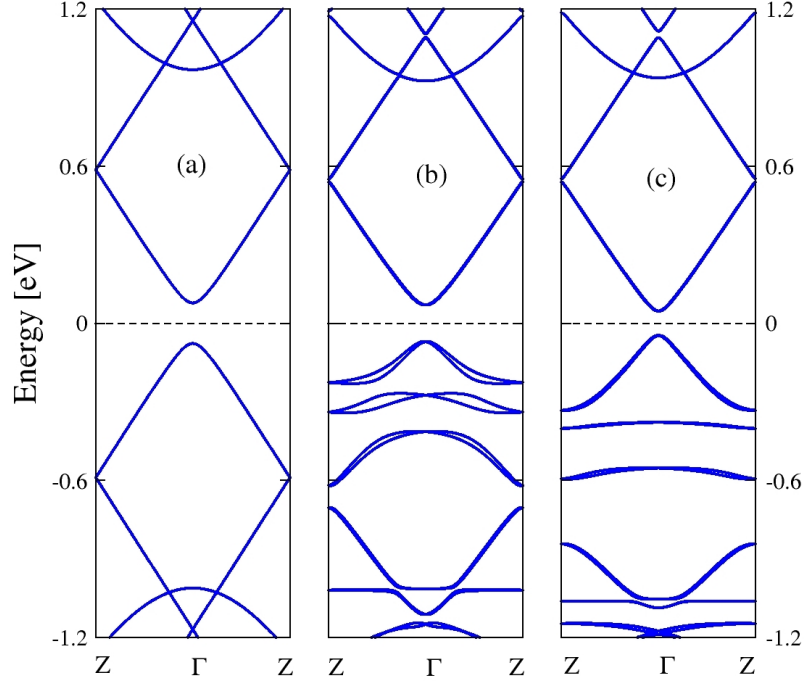 1.2 1.2
(a) (b) (c)
0.6 0.6
Energy [eV]
0 0
-0.6 -0.6
-1.2 -1.2
Z Γ Z Z Γ Z Z Γ Z